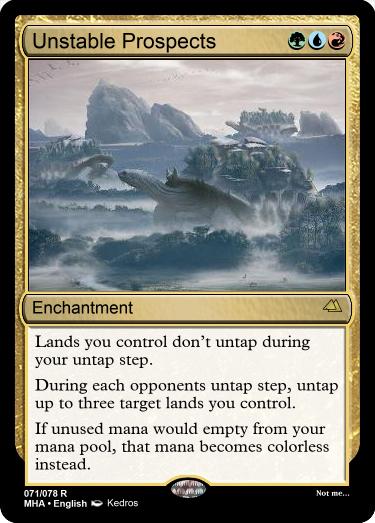 Unstable Prospects
Enchantment
Lands you control don't untap during
your untap step.
During each opponents untap step, untap
up to three target lands you control.
If unused mana would empty from your
mana pool, that mana becomes colorless
instead.
071/078 R
Not me...
MHA • English Kedros